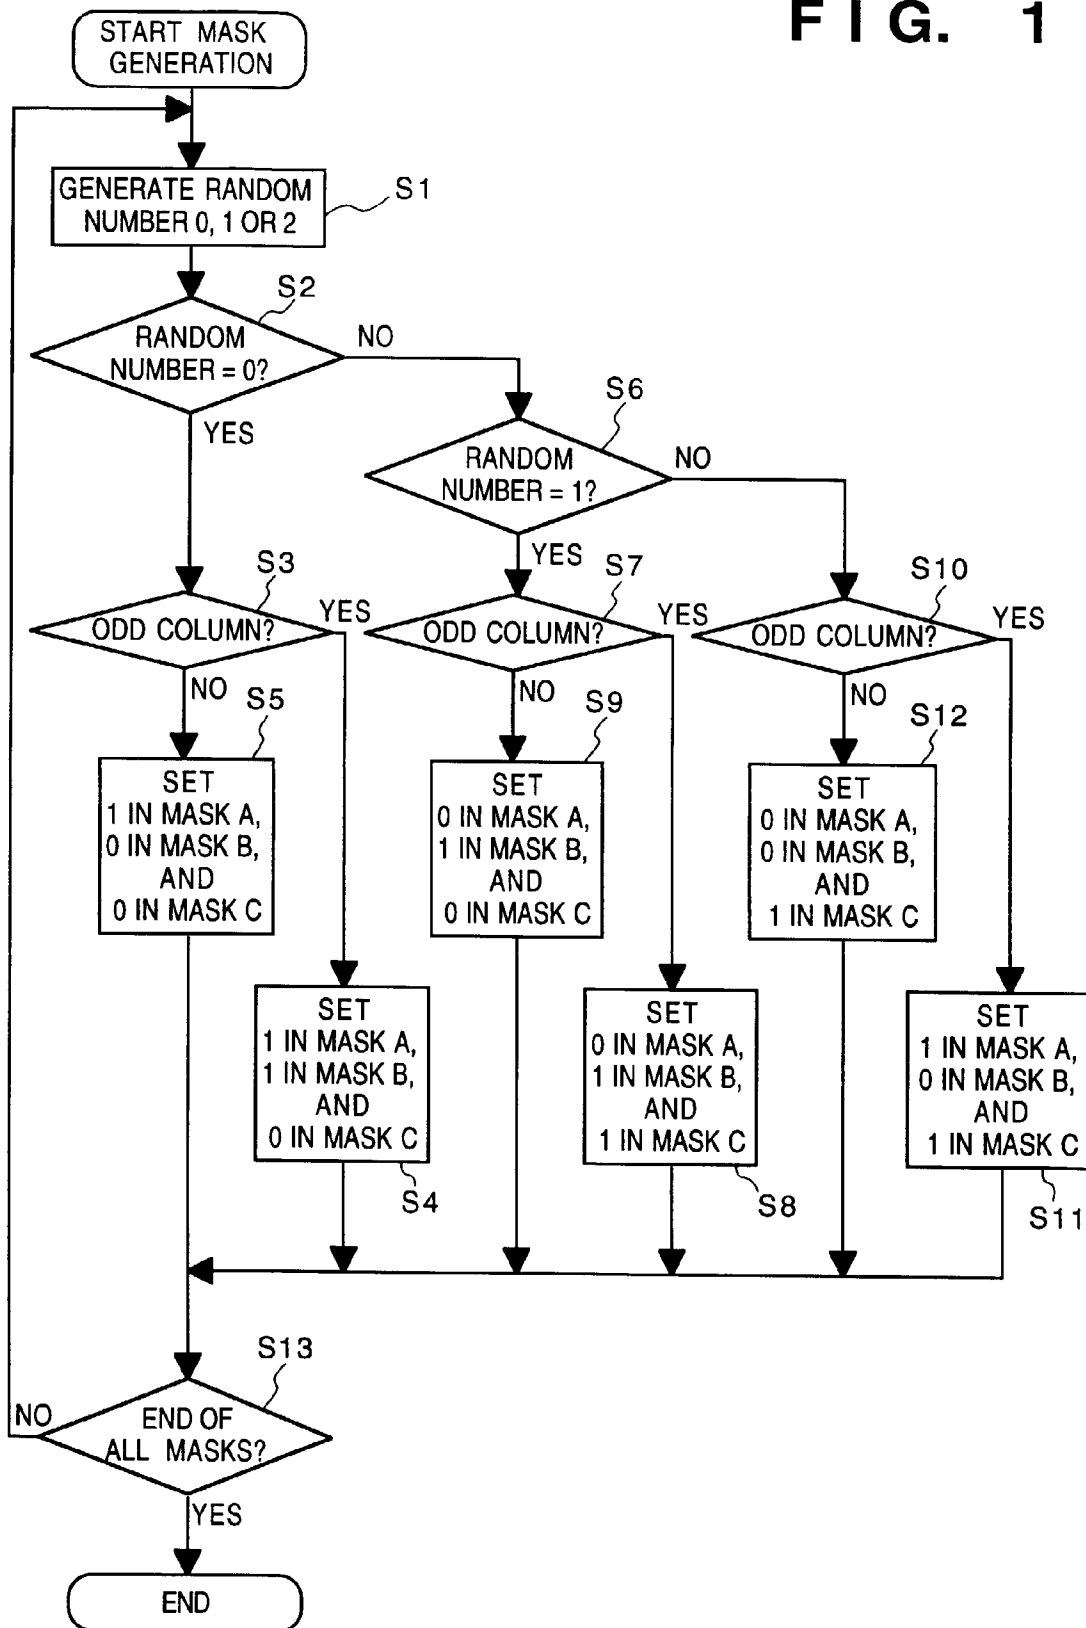 FIG. 1
START MASK
GENERATION
GENERATE RANDOM
NUMBER 0, 1 OR 2
S1
S2
RANDOM
NUMBER = 0?
NO
YES
S6
RANDOM
NUMBER = 1?
NO
YES
S3
ODD COLUMN?
YES
NO
S7
ODD COLUMN?
YES
NO
S10
ODD COLUMN?
YES
NO
S5
SET
1 IN MASK A,
0 IN MASK B,
AND
0 IN MASK C
S9
SET
0 IN MASK A,
1 IN MASK B,
AND
0 IN MASK C
S12
SET
0 IN MASK A,
0 IN MASK B,
AND
1 IN MASK C
SET
1 IN MASK A,
1 IN MASK B,
AND
0 IN MASK C
S4
SET
0 IN MASK A,
1 IN MASK B,
AND
1 IN MASK C
S8
SET
1 IN MASK A,
0 IN MASK B,
AND
1 IN MASK C
S11
S13
END OF
ALL MASKS?
NO
YES
END